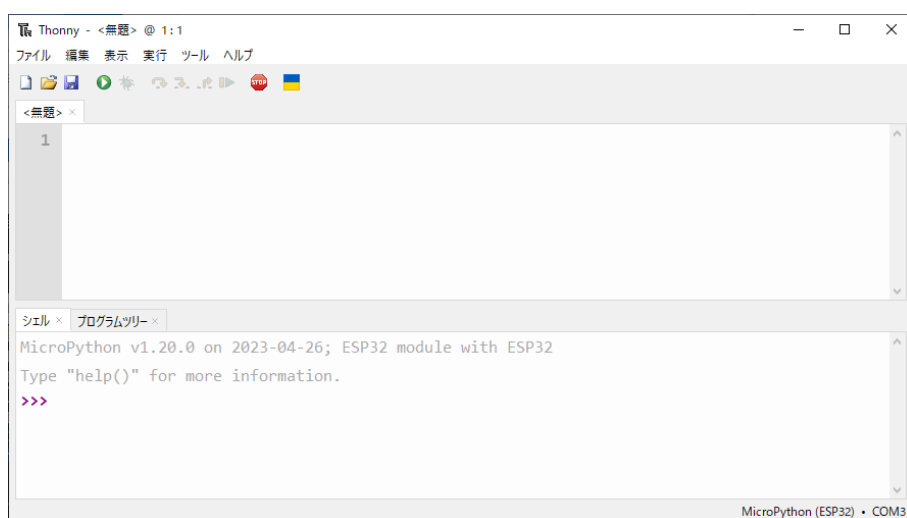 Thonny - <無題> @ 1:1
ファイル 編集 表示 実行 ツール ヘルプ
STOP
<無題> ×
1
シェル × プログラムツリー ×
MicroPython v1.20.0 on 2023-04-26; ESP32 module with ESP32
Type "help()" for more information.
>>>
MicroPython (ESP32) • COM3